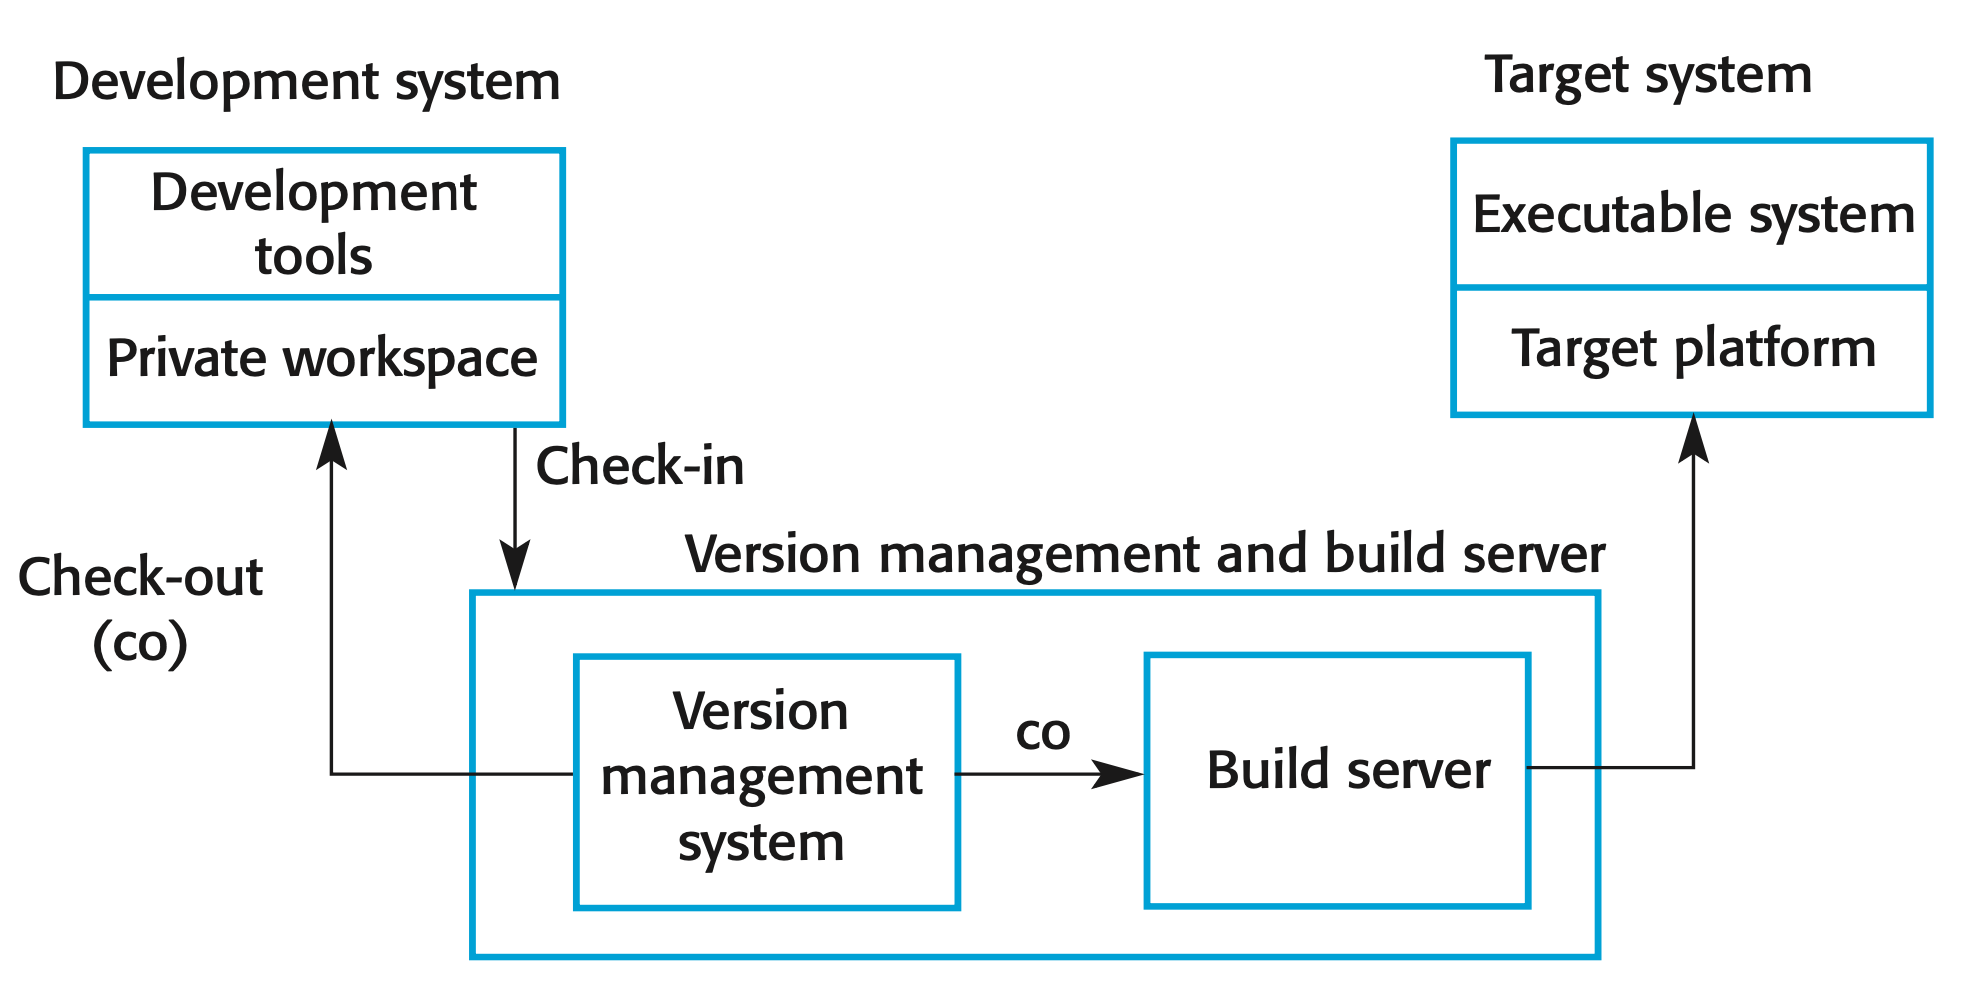 Development system
Target system
Development
tools
Private workspace
Executable system
Target platform
Check-in
Check-out
(co)
Version management and build server
Version
management
system
co
Build server